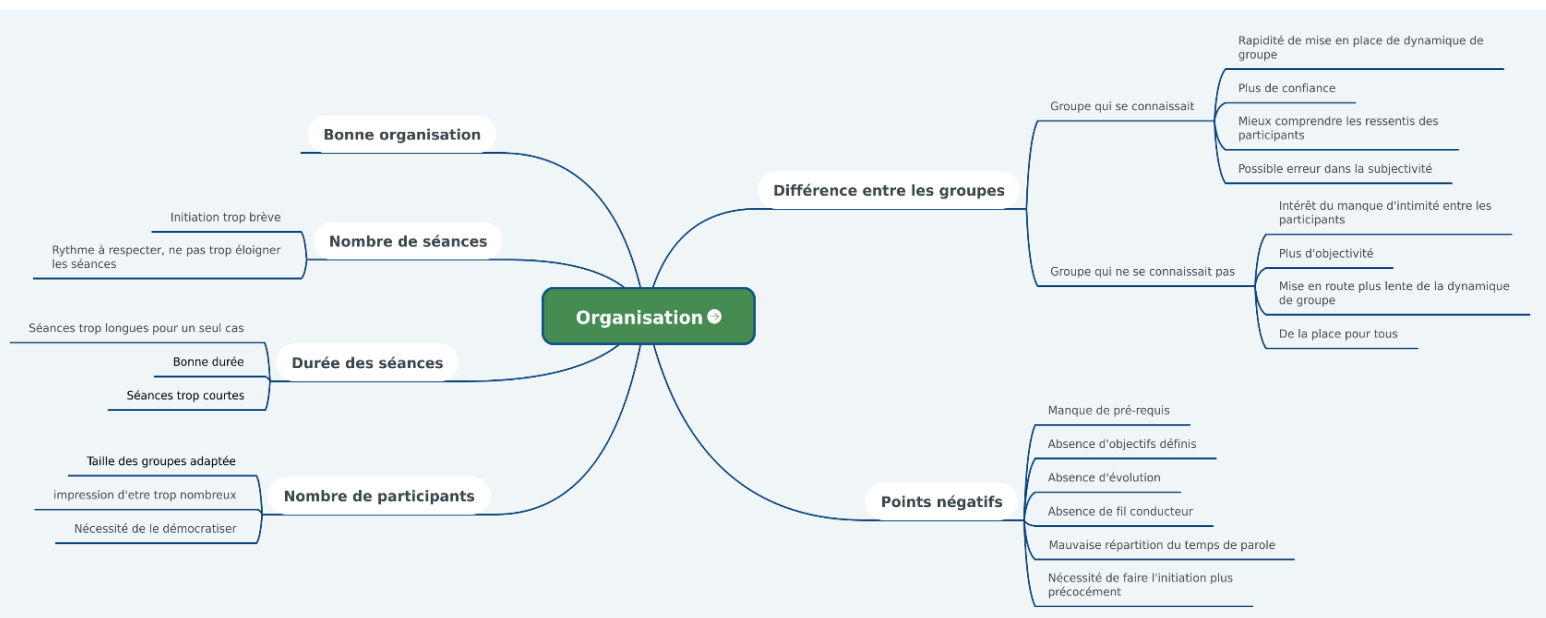 Organisation
Bonne organisation
Nombre de séances
Initiation trop brève
Rythme à respecter, ne pas trop éloigner
les séances
Durée des séances
Séances trop longues pour un seul cas
Bonne durée
Séances trop courtes
Nombre de participants
Taille des groupes adaptée
impression d'etre trop nombreux
Nécessité de le démocratiser
Différence entre les groupes
Groupe qui se connaissait
Rapidité de mise en place de dynamique de
groupe
Plus de confiance
Mieux comprendre les ressentis des
participants
Possible erreur dans la subjectivité
Groupe qui ne se connaissait pas
Intérêt du manque d'intimité entre les
participants
Plus d'objectivité
Mise en route plus lente de la dynamique
de groupe
De la place pour tous
Points négatifs
Manque de pré-requis
Absence d'objectifs définis
Absence d'évolution
Absence de fil conducteur
Mauvaise répartition du temps de parole
Nécessité de faire l'initiation plus
précocément